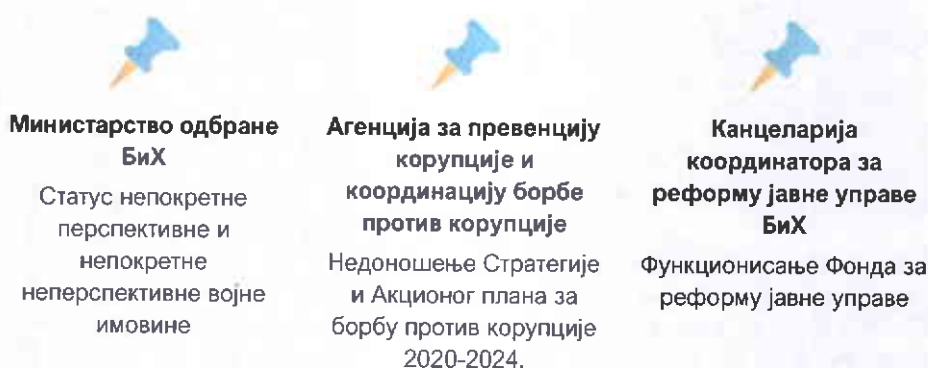 Министарство одбране
БиХ
Статус непокретне
перспективне и
непокретне
неперспективне војне
имовине
Агенција за превенцију
корупције и
координацију борбе
против корупције
Недоношење Стратегије
и Акционог плана за
борбу против корупције
2020-2024.
Канцеларија
координатора за
реформу јавне управе
БиХ
Функционисање Фонда за
реформу јавне управе